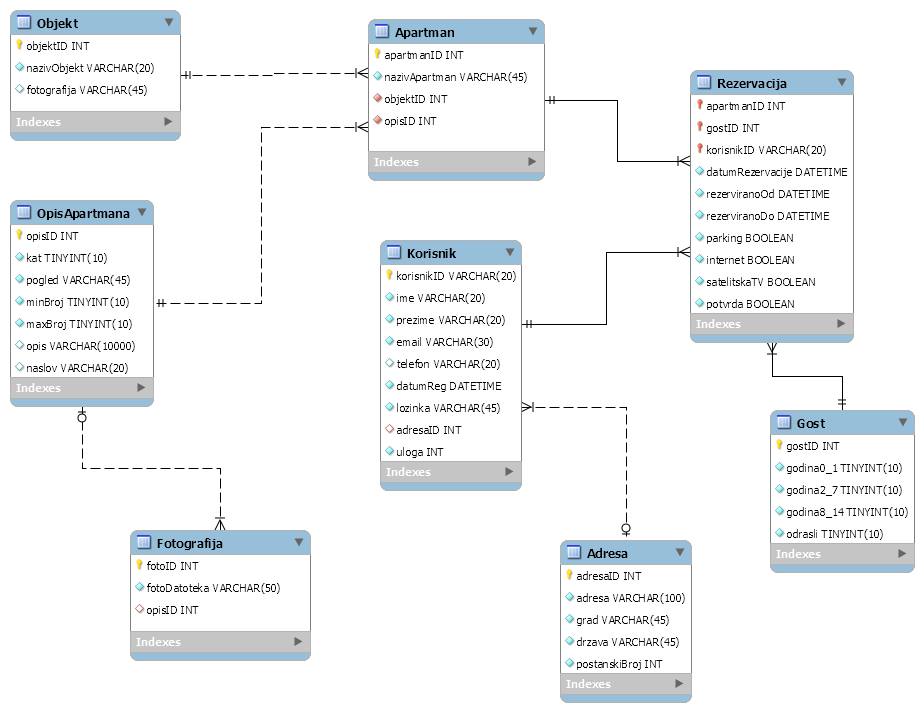 Objekt
objektID INT
nazivObjekt VARCHAR(20)
fotografija VARCHAR(45)
Indexes
Apartman
apartmanID INT
nazivApartman VARCHAR(45)
objektID INT
opisID INT
Indexes
Rezervacija
apartmanID INT
gostID INT
korisnikID VARCHAR(20)
datumRezervacije DATETIME
rezerviranoOd DATETIME
rezerviranoDo DATETIME
parking BOOLEAN
internet BOOLEAN
satelitskaTV BOOLEAN
potvrda BOOLEAN
Indexes
OpisApartmana
opisID INT
kat TINYINT(10)
pogled VARCHAR(45)
minBroj TINYINT(10)
maxBroj TINYINT(10)
opis VARCHAR(10000)
naslov VARCHAR(20)
Indexes
Korisnik
korisnikID VARCHAR(20)
ime VARCHAR(20)
prezime VARCHAR(20)
email VARCHAR(30)
telefon VARCHAR(20)
datumReg DATETIME
lozinka VARCHAR(45)
adresaID INT
uloga INT
Indexes
Gost
gostID INT
godina0_1 TINYINT(10)
godina2_7 TINYINT(10)
godina8_14 TINYINT(10)
odrasli TINYINT(10)
Indexes
Fotografija
fotoID INT
fotoDatoteka VARCHAR(50)
opisID INT
Indexes
Adresa
adresaID INT
adresa VARCHAR(100)
grad VARCHAR(45)
drzava VARCHAR(45)
postanskiBroj INT
Indexes